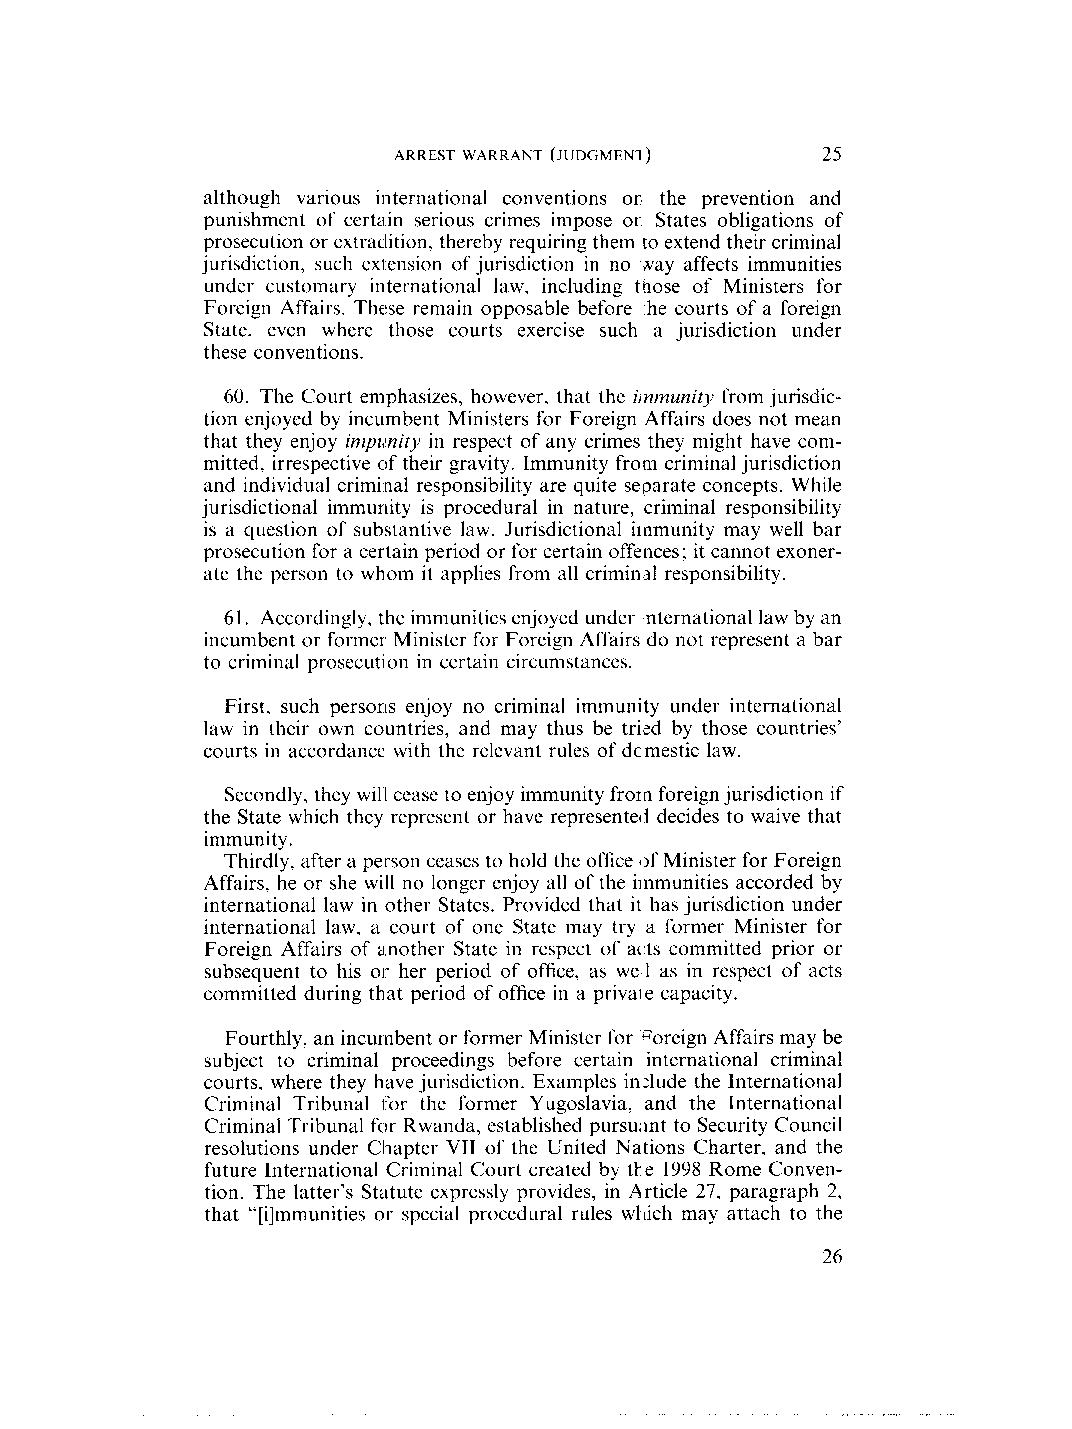 ARREST WARRANT (JUDGMENT) 25
although various international conventions on the prevention and
punishment of certain serious crimes impose on States obligations of
prosecution or extradition, thereby requiring them to extend their criminal
jurisdiction, such extension of jurisdiction in no way affects immunities
under customary international law, including those of Ministers for
Foreign Affairs. These remain opposable before the courts of a foreign
State, even where those courts exercise such a jurisdiction under
these conventions.
60. The Court emphasizes, however, that the immunity from jurisdic-
tion enjoyed by incumbent Ministers for Foreign Affairs does not mean
that they enjoy impunity in respect of any crimes they might have com-
mitted, irrespective of their gravity. Immunity from criminal jurisdiction
and individual criminal responsibility are quite separate concepts. While
jurisdictional immunity is procedural in nature, criminal responsibility
is a question of substantive law. Jurisdictional immunity may well bar
prosecution for a certain period or for certain offences; it cannot exoner-
ate the person to whom it applies from all criminal responsibility.
61. Accordingly, the immunities enjoyed under international law by an
incumbent or former Minister for Foreign Affairs do not represent a bar
to criminal prosecution in certain circumstances.
First, such persons enjoy no criminal immunity under international
law in their own countries, and may thus be tried by those countries'
courts in accordance with the relevant rules of domestic law.
Secondly, they will cease to enjoy immunity from foreign jurisdiction if
the State which they represent or have represented decides to waive that
immunity.
Thirdly, after a person ceases to hold the office of Minister for Foreign
Affairs, he or she will no longer enjoy all of the immunities accorded by
international law in other States. Provided that it has jurisdiction under
international law, a court of one State may try a former Minister for
Foreign Affairs of another State in respect of acts committed prior or
subsequent to his or her period of office, as well as in respect of acts
committed during that period of office in a private capacity.
Fourthly, an incumbent or former Minister for Foreign Affairs may be
subject to criminal proceedings before certain international criminal
courts, where they have jurisdiction. Examples include the International
Criminal Tribunal for the former Yugoslavia, and the International
Criminal Tribunal for Rwanda, established pursuant to Security Council
resolutions under Chapter VII of the United Nations Charter, and the
future International Criminal Court created by the 1998 Rome Conven-
tion. The latter's Statute expressly provides, in Article 27, paragraph 2,
that "[i]mmunities or special procedural rules which may attach to the
26